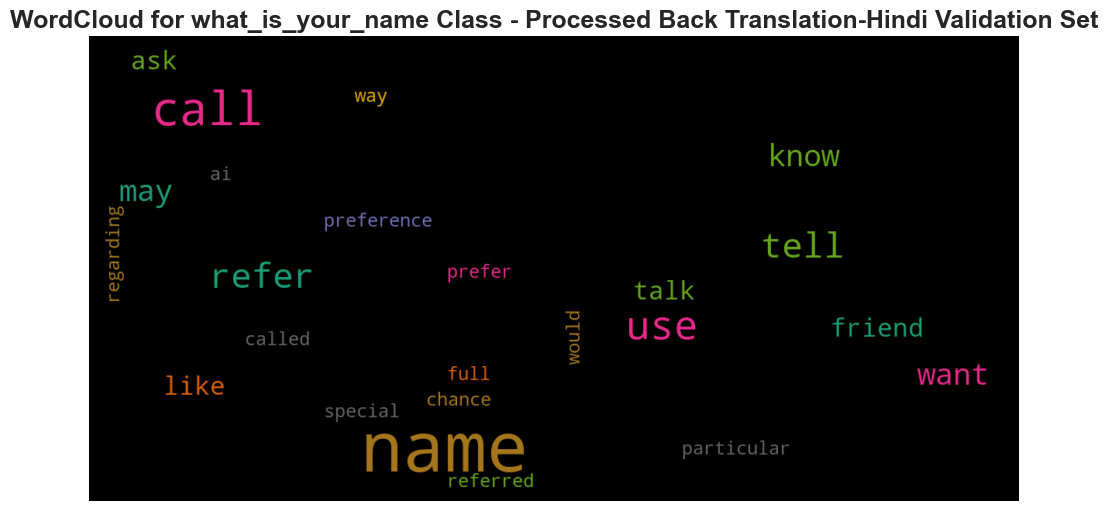 WordCloud for what_is_your_name Class - Processed Back Translation-Hindi Validation Set
ask
call
way
know
ai
may
preference
regarding
tell
refer
prefer
talk
use
friend
would
called
want
full
like
chance
special
name
particular
referred